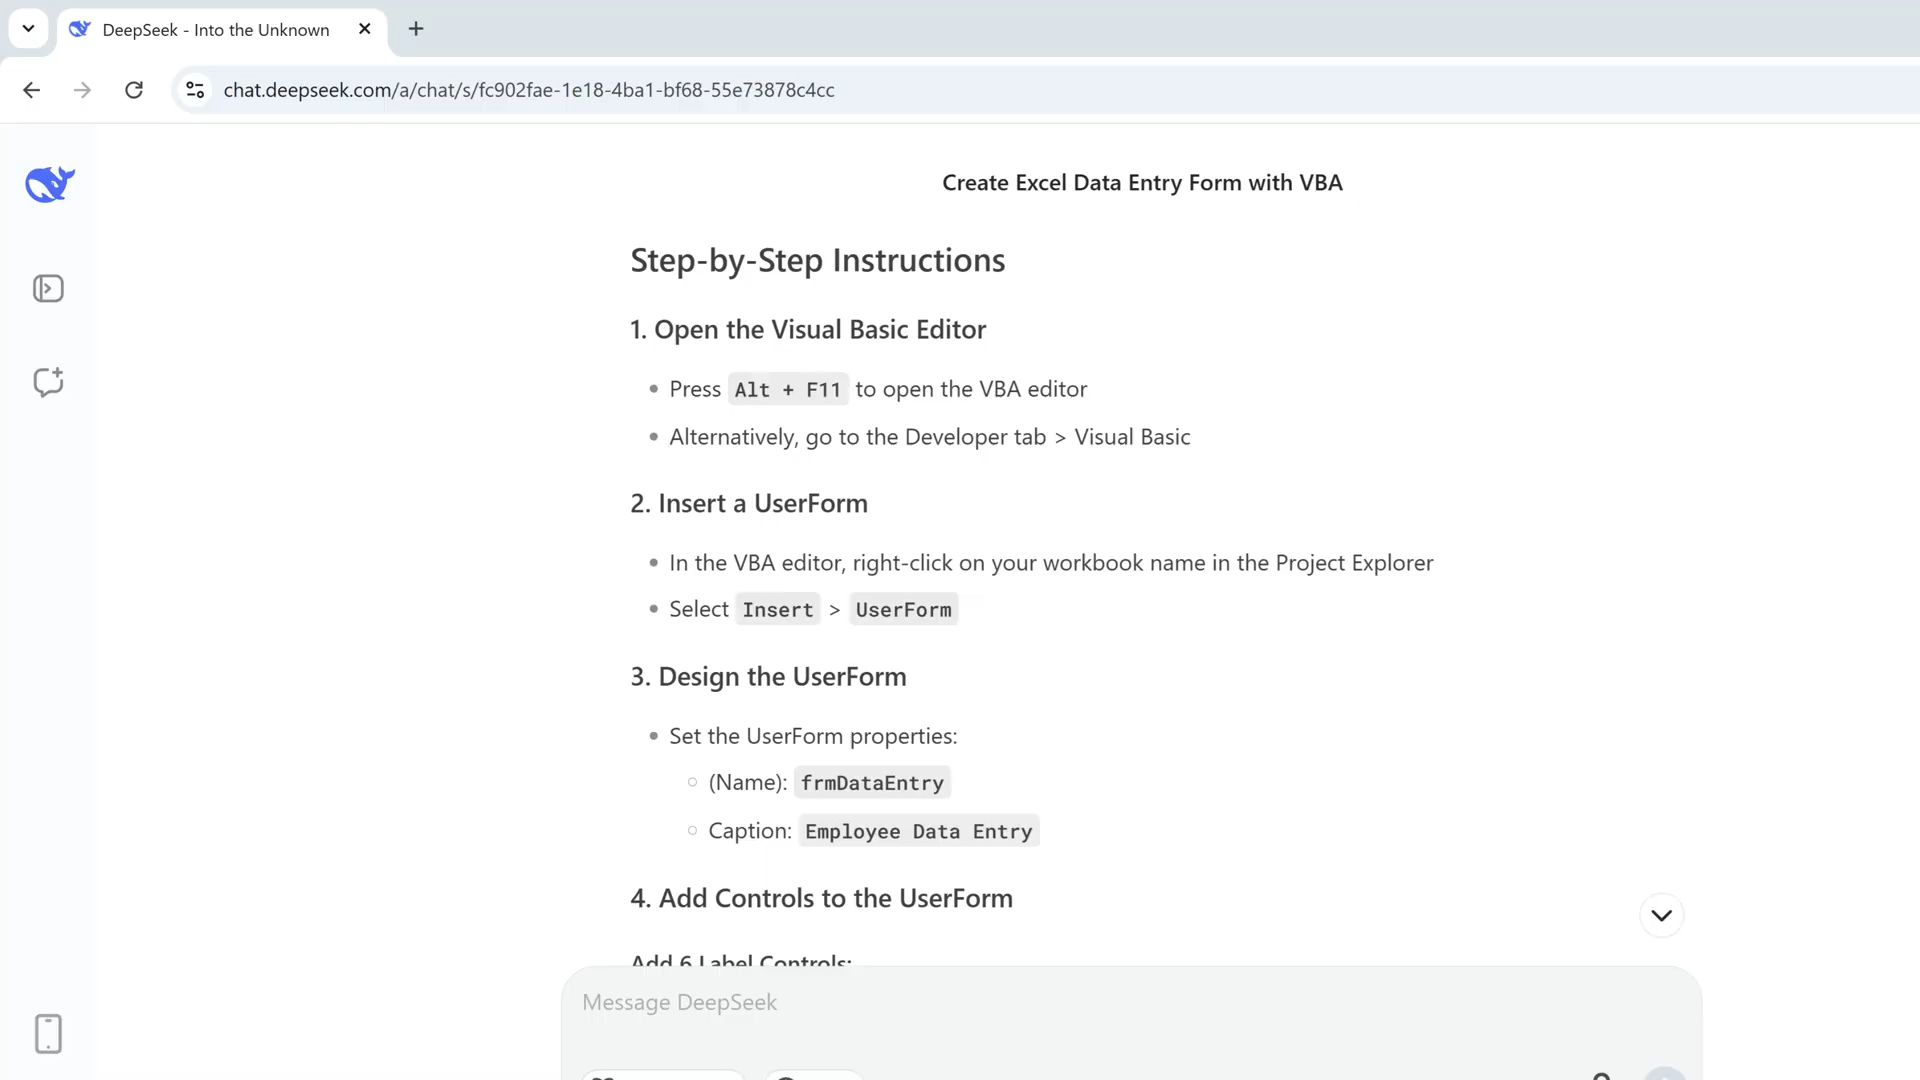 DeepSeek - Into the Unknown
chat.deepseek.com/a/chat/s/fc902fae-1e18-4ba1-bf68-55e73878c4cc
Create Excel Data Entry Form with VBA
Step-by-Step Instructions
1. Open the Visual Basic Editor
• Press Alt + F11 to open the VBA editor
• Alternatively, go to the Developer tab > Visual Basic
2. Insert a UserForm
• In the VBA editor, right-click on your workbook name in the Project Explorer
• Select Insert > UserForm
3. Design the UserForm
• Set the UserForm properties:
○ (Name): frmDataEntry
○ Caption: Employee Data Entry
4. Add Controls to the UserForm
Add 6 Label Controls:
Message DeepSeek